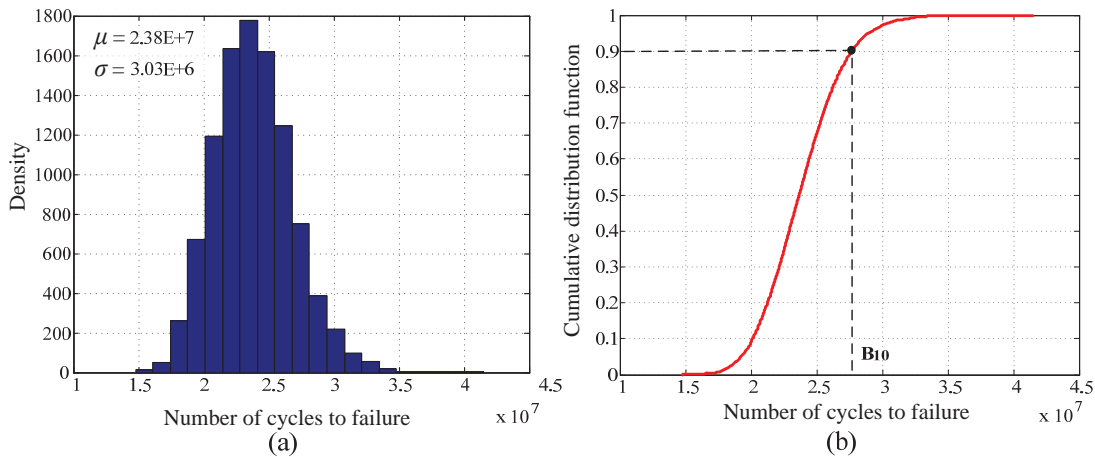 μ = 2.38E+7
σ = 3.03E+6
Density
1800
1600
1400
1200
1000
800
600
400
200
0
1 1.5 2 2.5 3 3.5 4 4.5
Number of cycles to failure
x 10^7
(a)
Cumulative distribution function
1
0.9
0.8
0.7
0.6
0.5
0.4
0.3
0.2
0.1
0
B10
1 1.5 2 2.5 3 3.5 4 4.5
Number of cycles to failure
x 10^7
(b)